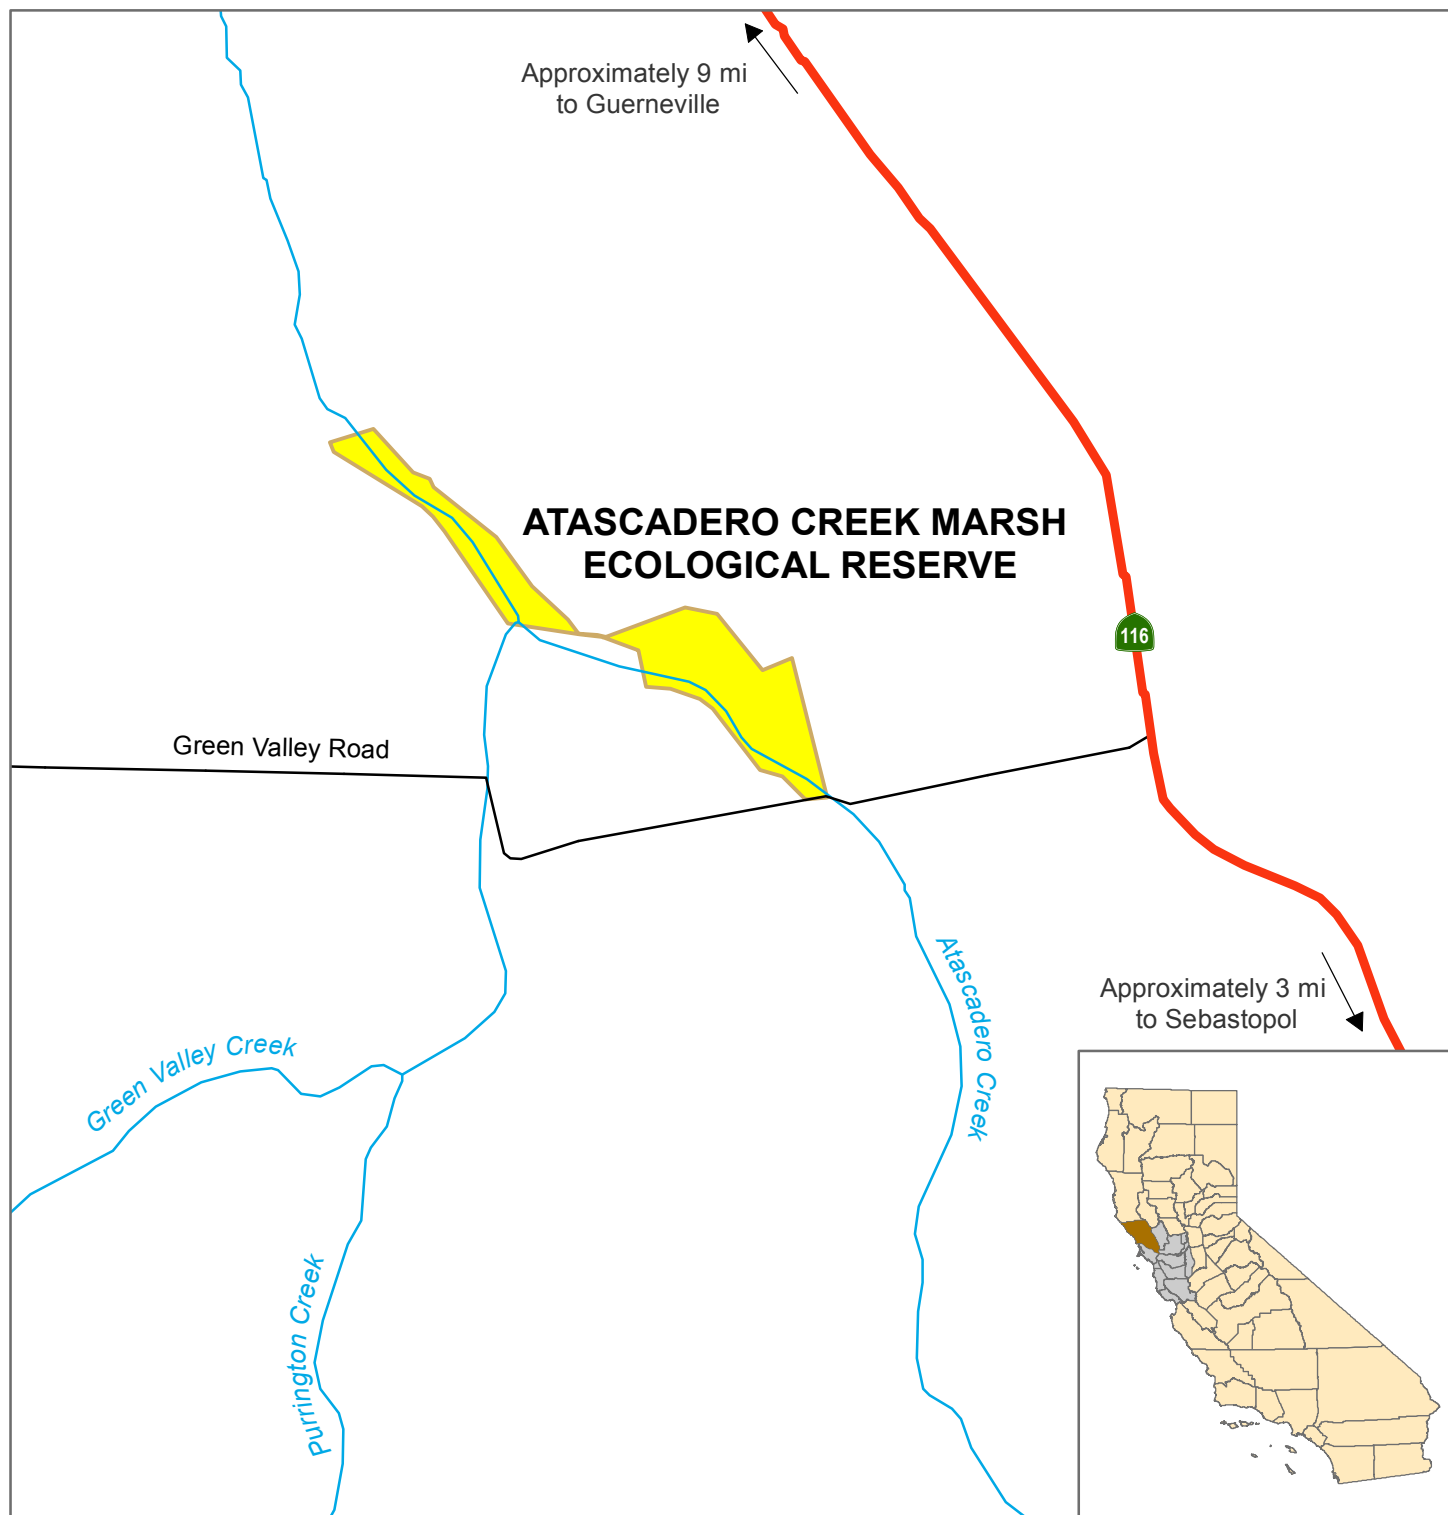 Approximately 9 mi
to Guerneville
ATASCADERO CREEK MARSH
ECOLOGICAL RESERVE
116
Green Valley Road
Atascadero Creek
Approximately 3 mi
to Sebastopol
Green Valley Creek
Purrington Creek